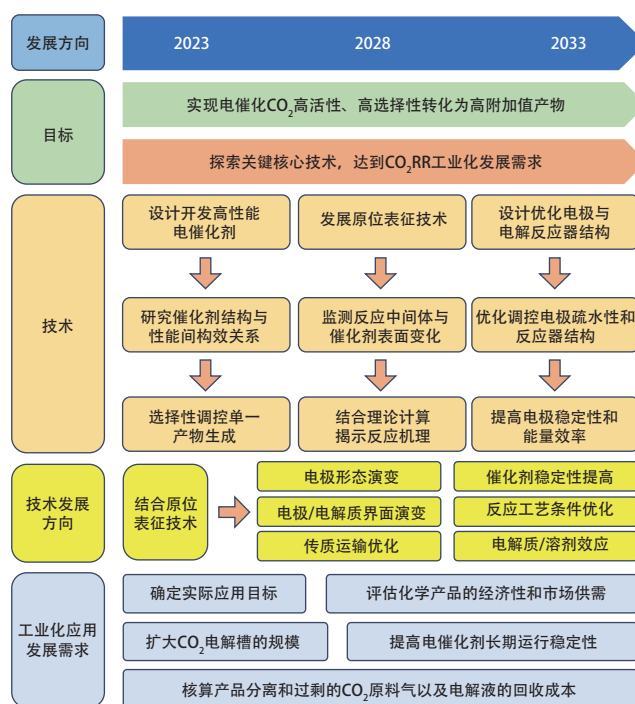 发展方向
2023
2028
2033
目标
实现电催化CO₂高活性、高选择性转化为高附加值产物
探索关键核心技术，达到CO₂RR工业化发展需求
技术
设计开发高性能
电催化剂
发展原位表征技术
设计优化电极与
电解反应器结构
研究催化剂结构与
性能间构效关系
监测反应中间体与
催化剂表面变化
优化调控电极疏水性和
反应器结构
选择性调控单一
产物生成
结合理论计算
揭示反应机理
提高电极稳定性和
能量效率
技术发展
方向
结合原位
表征技术
电极形态演变
催化剂稳定性提高
电极/电解质界面演变
反应工艺条件优化
传质运输优化
电解质/溶剂效应
工业化应用
发展需求
确定实际应用目标
评估化学产品的经济性和市场供需
扩大CO₂电解槽的规模
提高电催化剂长期运行稳定性
核算产品分离和过剩的CO₂原料气以及电解液的回收成本